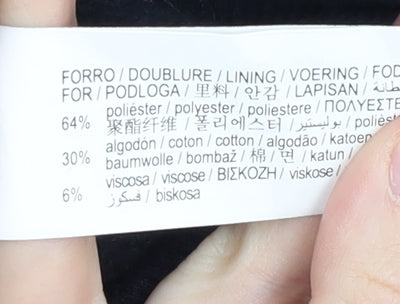 FORRO / DOUBLURE / LINING / VOERING / FOD
FOR / PODLOGA / 里料 / 안감 / LAPISAN / بطانة
poliéster / polyester / poliestere / ΠΟΛΥΕΣΤΕ
64% 聚酯纤维 / 폴리에스터 / بوليستير / poliést
algodón / coton / cotton / algodão / katoen
30% baumwolle / bombaž / 棉 / 면 / katun /
viscosa / viscose / ΒΙΣΚΟΖΗ / viskose /
6% فسكوز / biskosa